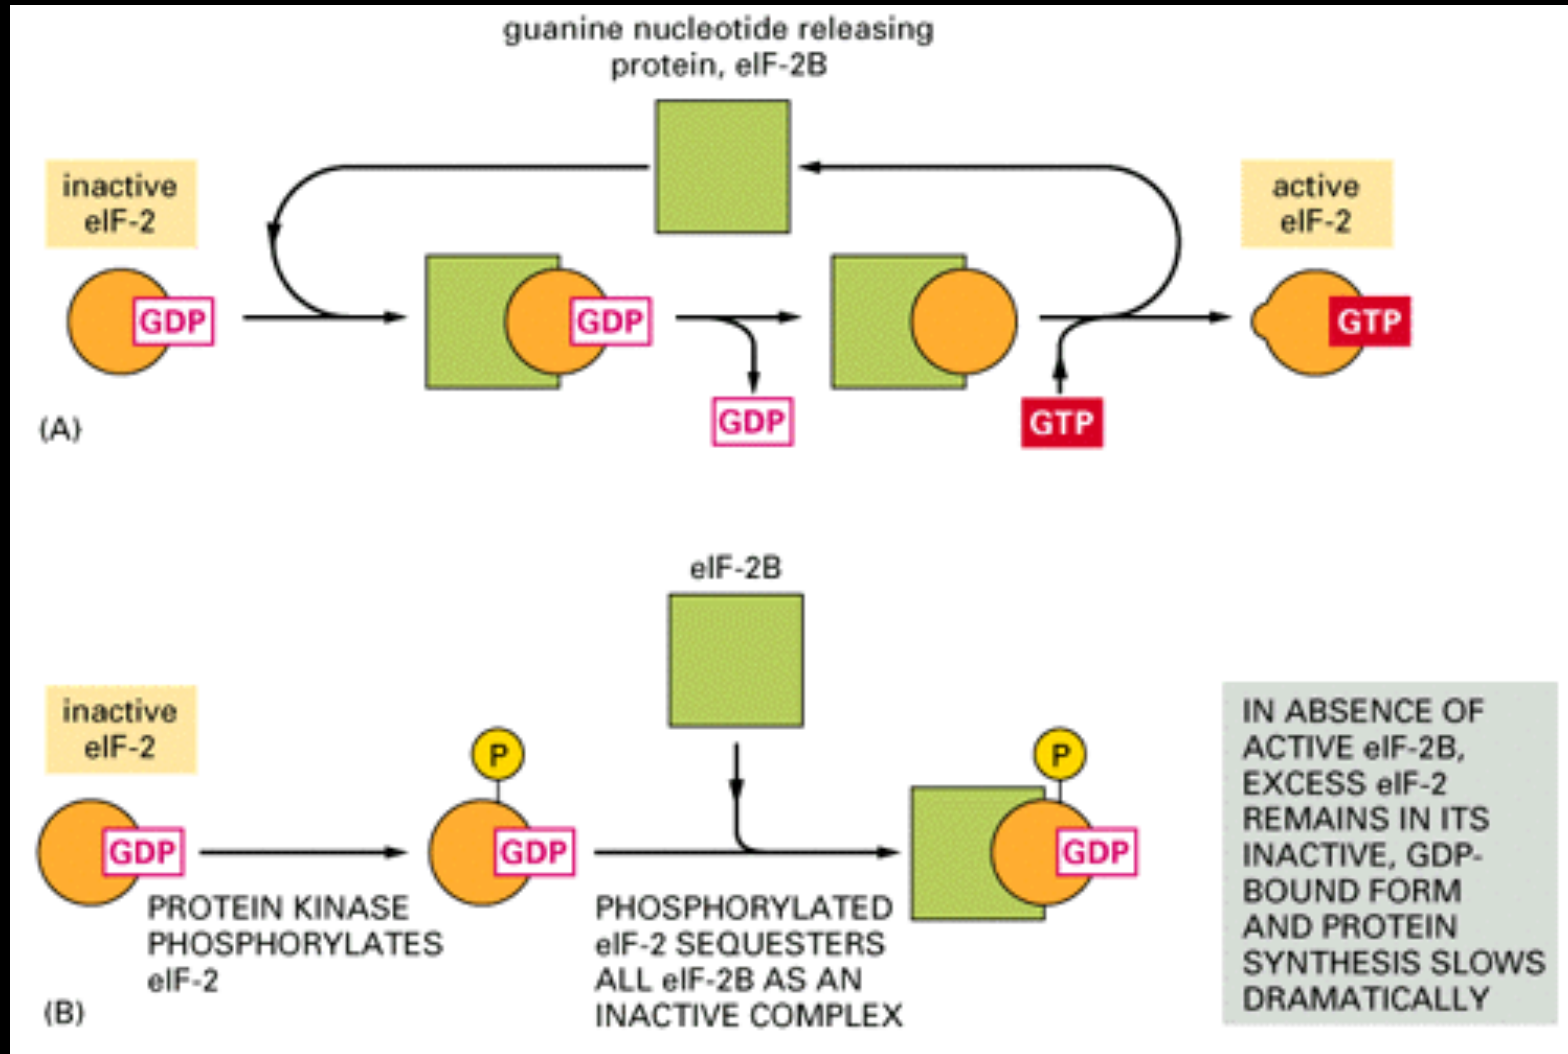 guanine nucleotide releasing
protein, eIF-2B
inactive
eIF-2
active
eIF-2
GDP
GDP
GTP
GDP
GTP
(A)
eIF-2B
inactive
eIF-2
P
P
GDP
GDP
GDP
PROTEIN KINASE
PHOSPHORYLATES
eIF-2
PHOSPHORYLATED
eIF-2 SEQUESTERS
ALL eIF-2B AS AN
INACTIVE COMPLEX
IN ABSENCE OF
ACTIVE eIF-2B,
EXCESS eIF-2
REMAINS IN ITS
INACTIVE, GDP-
BOUND FORM
AND PROTEIN
SYNTHESIS SLOWS
DRAMATICALLY
(B)